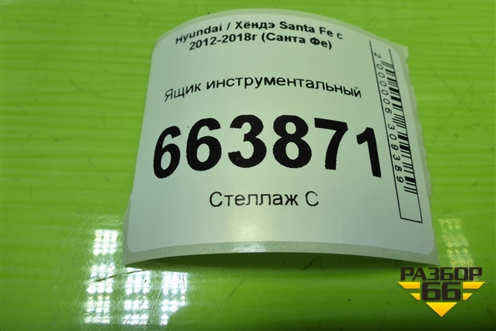 Hyundai / Хёндэ Santa Fe с
2012-2018г (Санта Фе)
Ящик инструментальный
663871
Стеллаж С
2000006309389
РАЗБОР
66